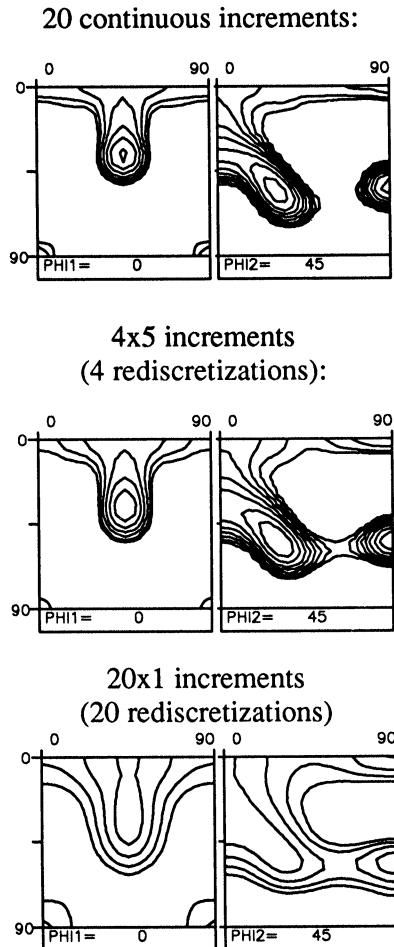 20 continuous increments:
0 90 0 90
0
90
PHI1= 0 PHI2= 45
4x5 increments
(4 rediscretizations):
0 90 0 90
0
90
PHI1= 0 PHI2= 45
20x1 increments
(20 rediscretizations)
0 90 0 90
0
90
PHI1= 0 PHI2= 45